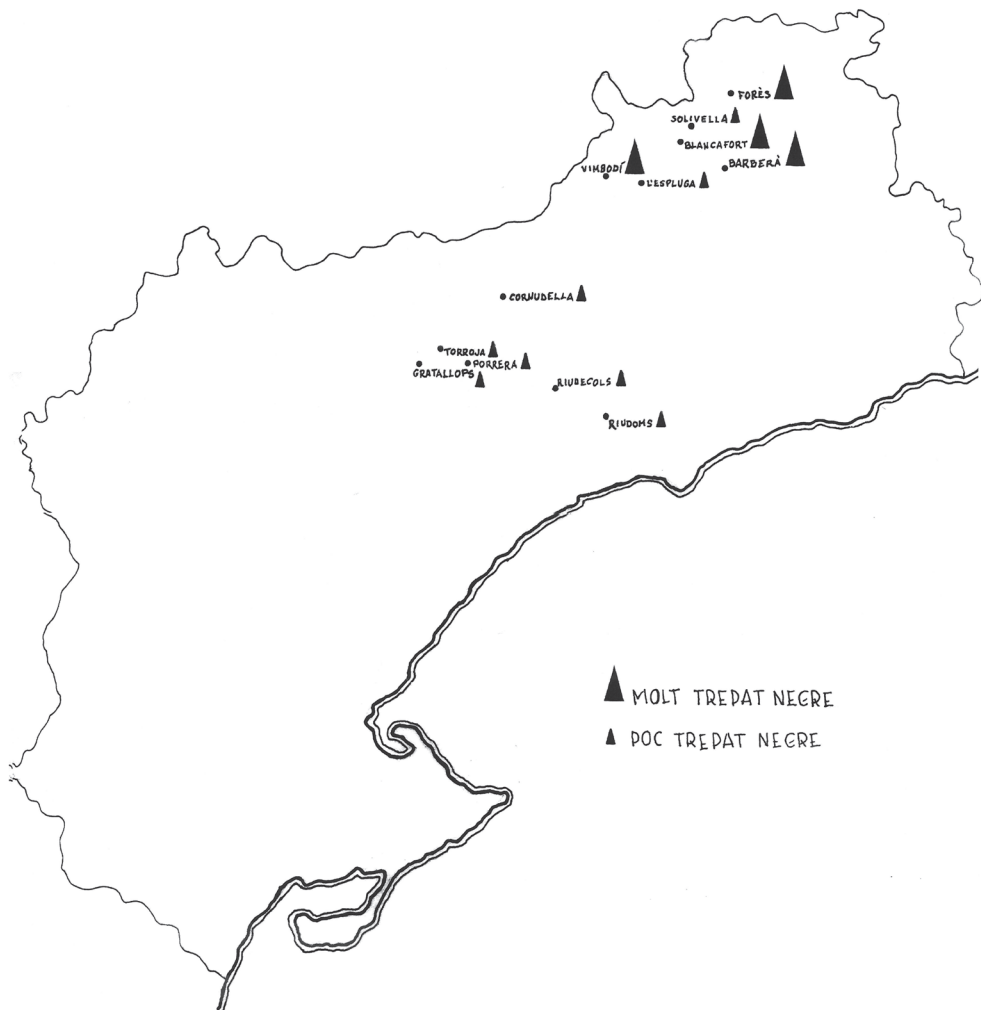 FORÈS
SOLIVELLA
BLANCAFORT
BARBERÀ
VIMBODÍ
L'ESPLUGA
CORNUDELLA
TORROJA
PORRERA
GRATALLOPS
RIUDECOLS
RIUDOMS
MOLT TREPAT NEGRE
POC TREPAT NEGRE